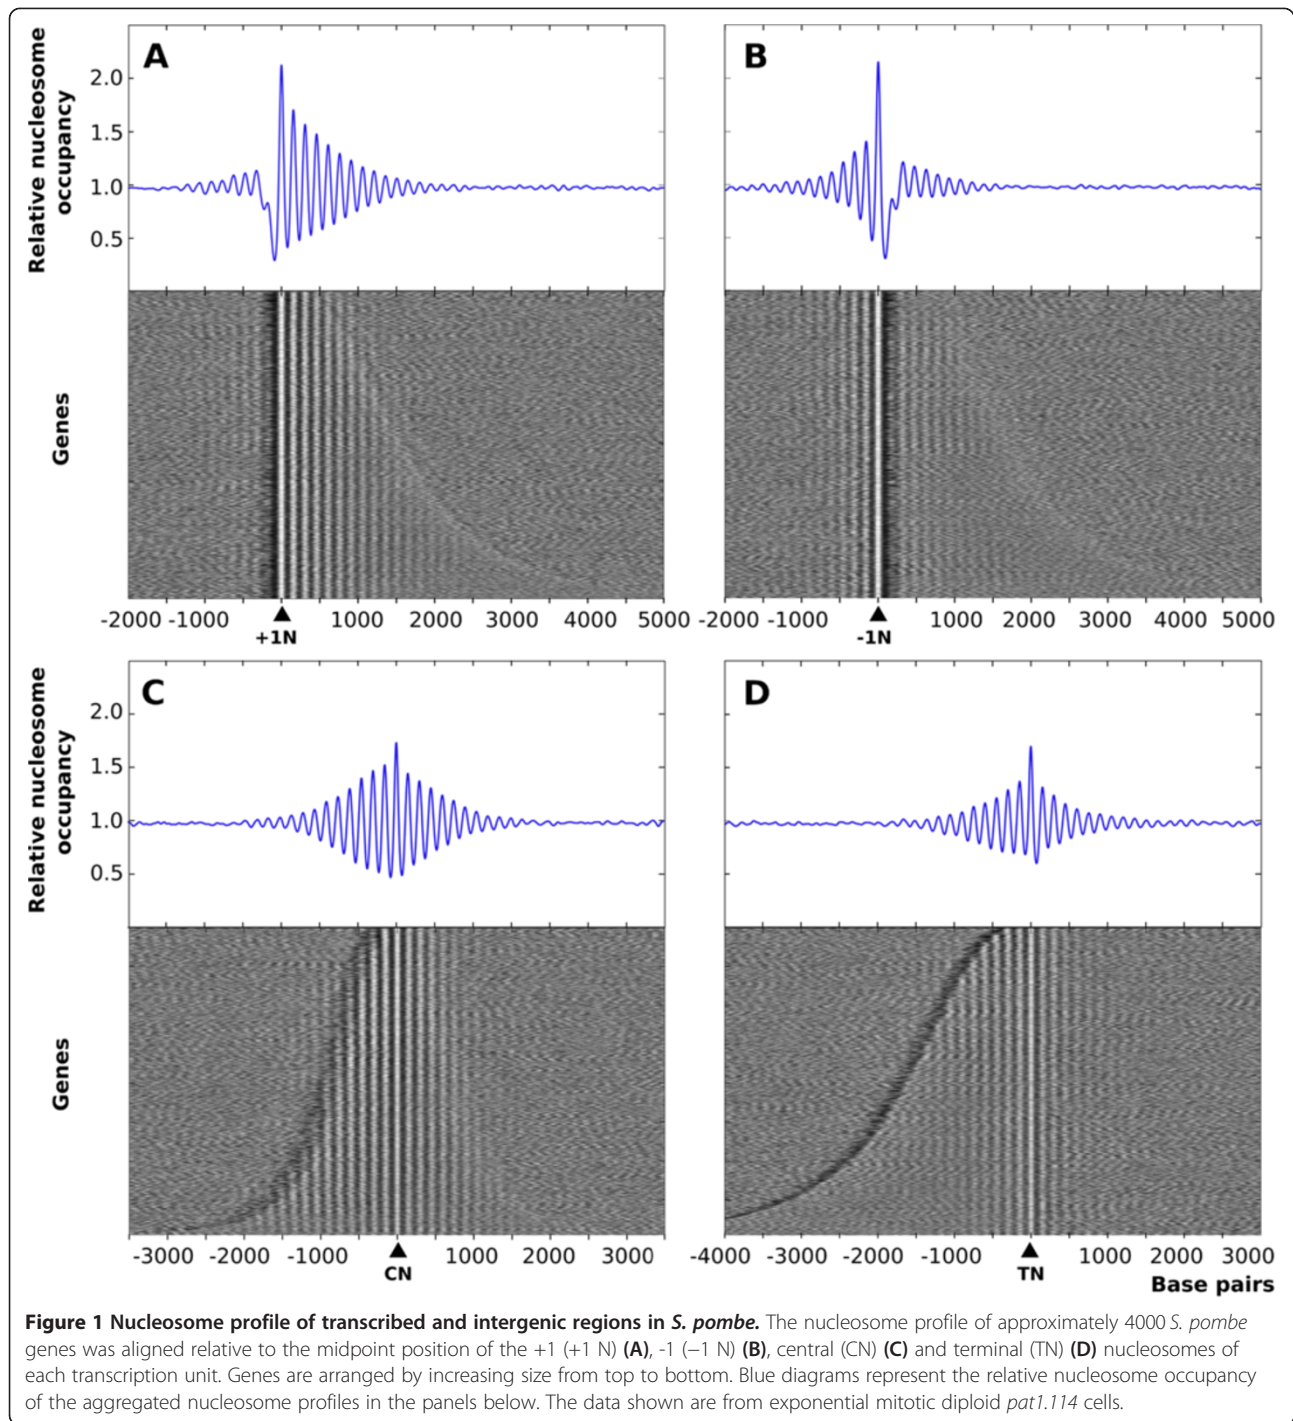 A
B
Relative nucleosome
occupancy
2.0
1.5
1.0
0.5
Genes
-2000 -1000 1000 2000 3000 4000 5000
+1N
-2000 -1000 1000 2000 3000 4000 5000
-1N
C
D
Relative nucleosome
occupancy
2.0
1.5
1.0
0.5
Genes
-3000 -2000 -1000 1000 2000 3000
CN
-4000 -3000 -2000 -1000 1000 2000 3000
TN
Base pairs
Figure 1 Nucleosome profile of transcribed and intergenic regions in S. pombe. The nucleosome profile of approximately 4000 S. pombe
genes was aligned relative to the midpoint position of the +1 (+1 N) (A), -1 (−1 N) (B), central (CN) (C) and terminal (TN) (D) nucleosomes of
each transcription unit. Genes are arranged by increasing size from top to bottom. Blue diagrams represent the relative nucleosome occupancy
of the aggregated nucleosome profiles in the panels below. The data shown are from exponential mitotic diploid pat1.114 cells.